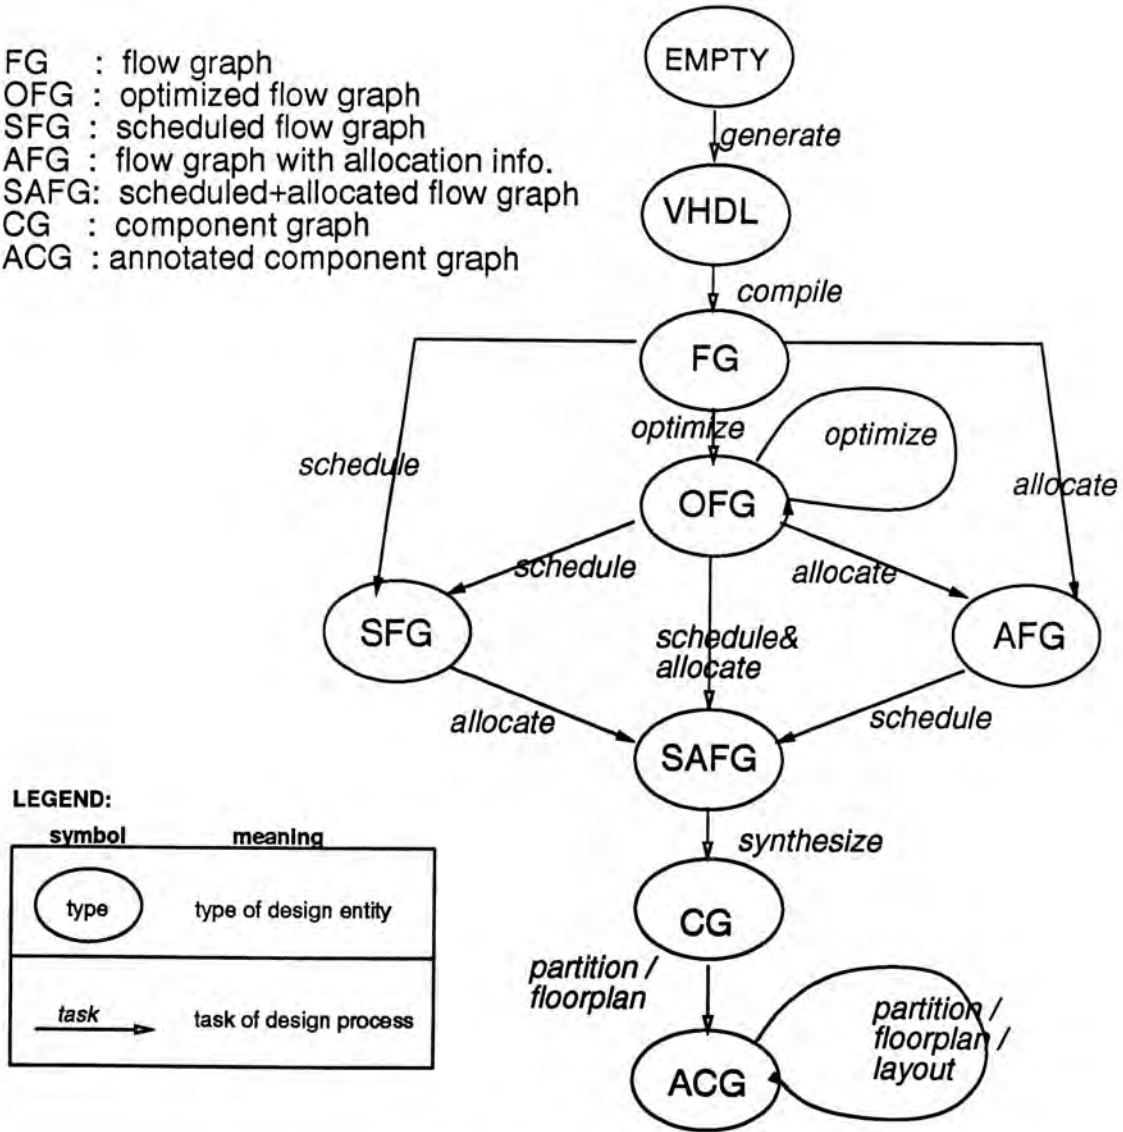 EMPTY
FG : flow graph
OFG : optimized flow graph
SFG : scheduled flow graph
AFG : flow graph with allocation info.
SAFG: scheduled+allocated flow graph
CG : component graph
ACG : annotated component graph
generate
VHDL
compile
FG
optimize
optimize
schedule
allocate
OFG
schedule
allocate
SFG
schedule&
allocate
AFG
allocate
schedule
SAFG
synthesize
CG
partition /
floorplan
partition /
floorplan /
layout
ACG
LEGEND:
symbol meaning
type type of design entity
task task of design process